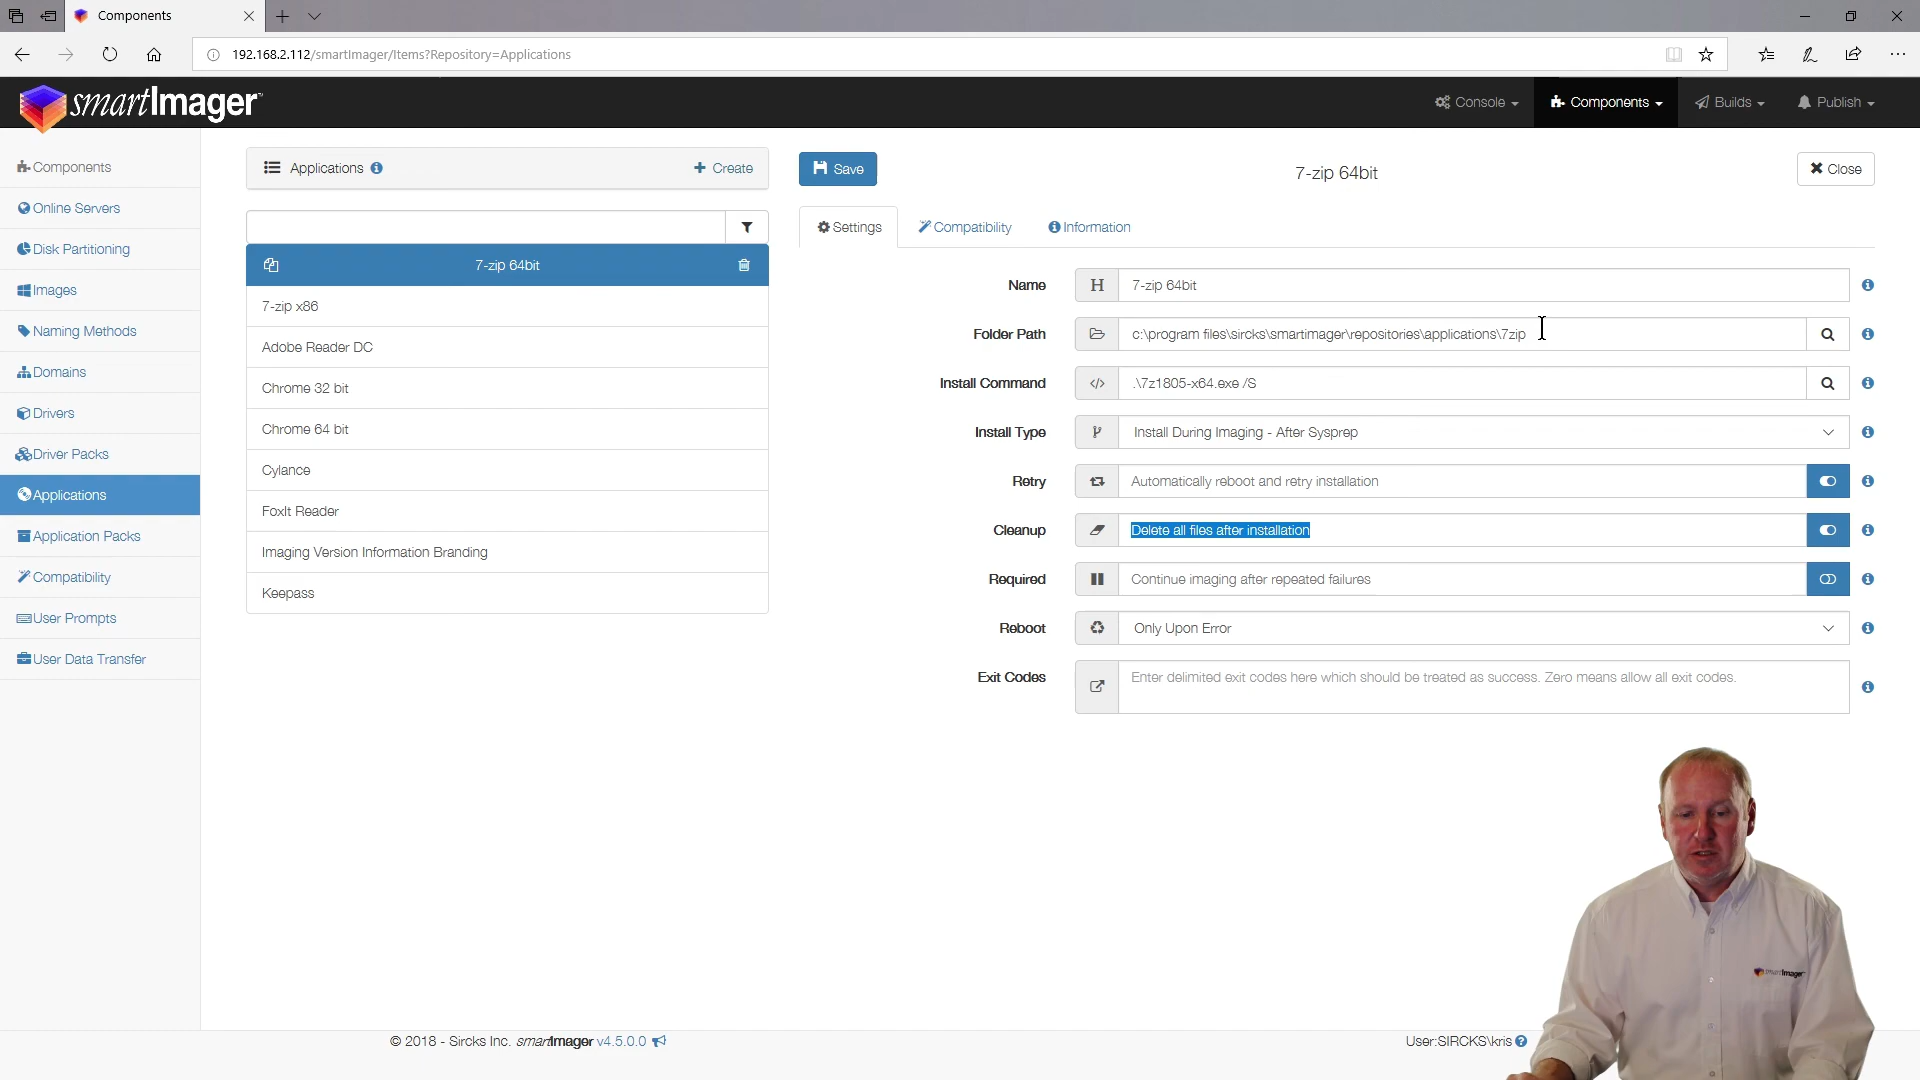 Components
192.168.2.112/smartImager/Items?Repository=Applications
smartImager™
Console
Components
Builds
Publish
Components
Online Servers
Disk Partitioning
Images
Naming Methods
Domains
Drivers
Driver Packs
Applications
Application Packs
Compatibility
User Prompts
User Data Transfer
Applications
Create
7-zip 64bit
7-zip x86
Adobe Reader DC
Chrome 32 bit
Chrome 64 bit
Cylance
FoxIt Reader
Imaging Version Information Branding
Keepass
Save
7-zip 64bit
Close
Settings
Compatibility
Information
Name
7-zip 64bit
Folder Path
c:\program files\sircks\smartimager\repositories\applications\7zip
Install Command
.\7z1805-x64.exe /S
Install Type
Install During Imaging - After Sysprep
Retry
Automatically reboot and retry installation
Cleanup
Delete all files after installation
Required
Continue imaging after repeated failures
Reboot
Only Upon Error
Exit Codes
Enter delimited exit codes here which should be treated as success. Zero means allow all exit codes.
smartImager
© 2018 - Sircks Inc. smartImager v4.5.0.0
User:SIRCKS\kris